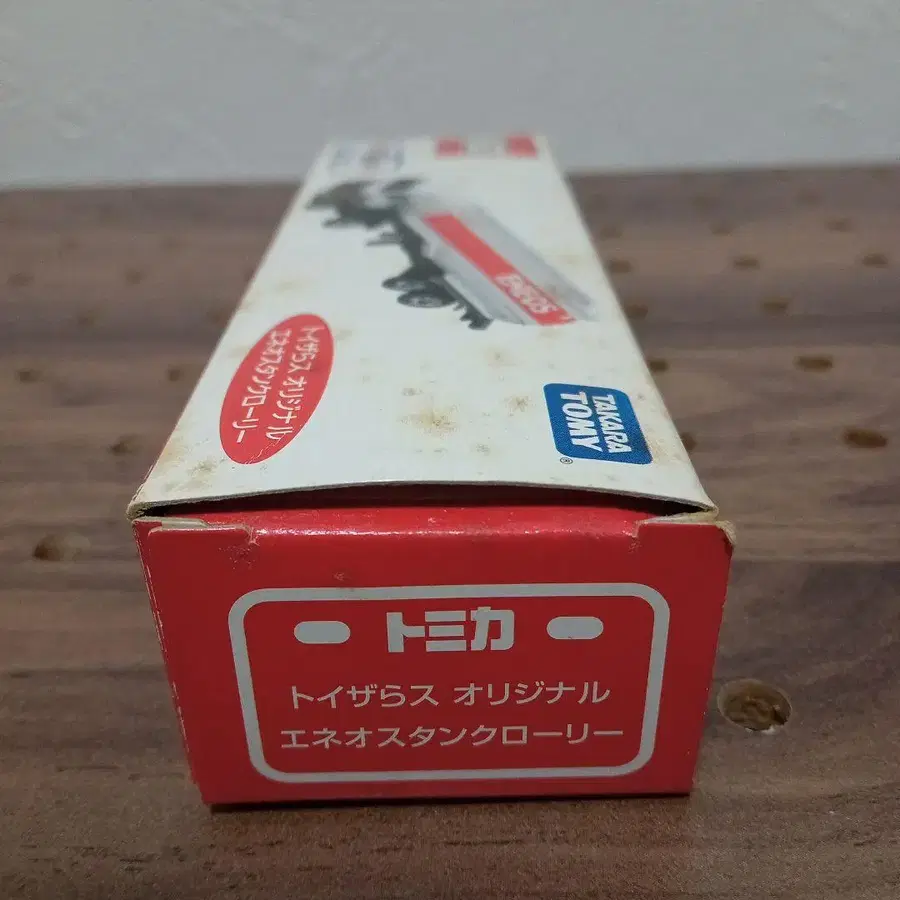 ENEOS
トイザらス オリジナル
エネオスタンクローリー
TAKARA
TOMY
®
トミカ
トイザらス オリジナル
エネオスタンクローリー